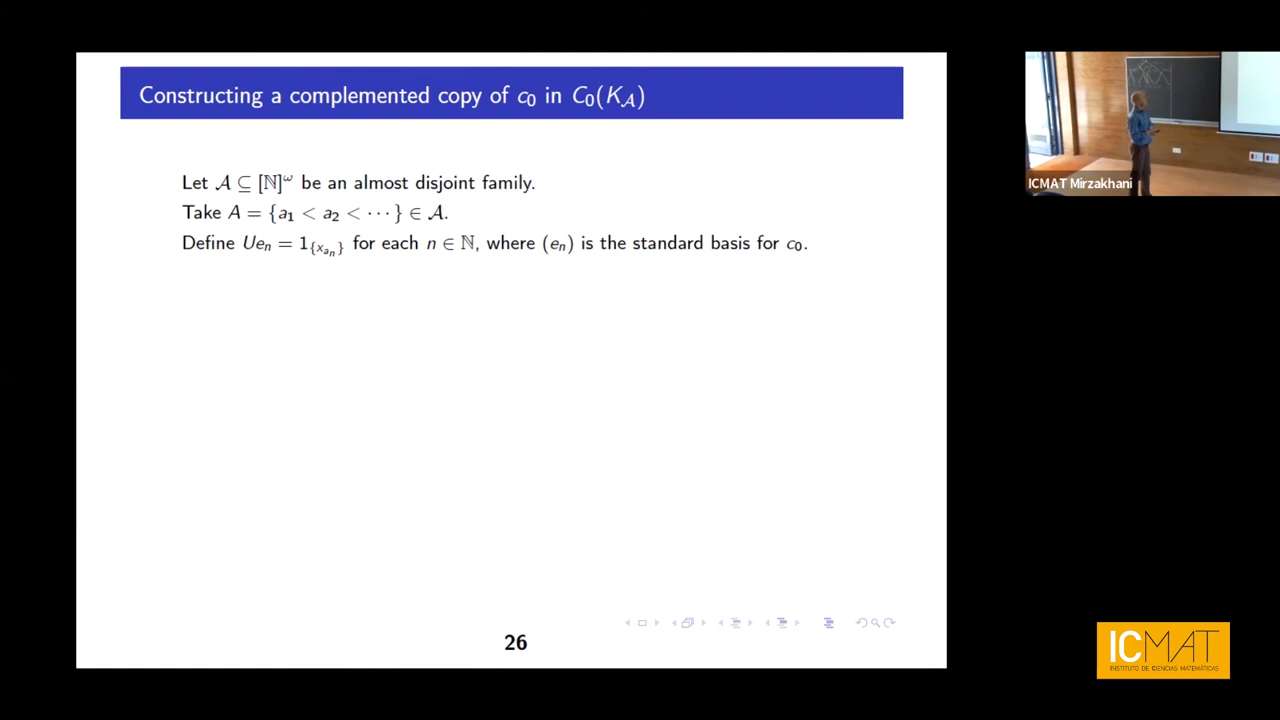 Constructing a complemented copy of c₀ in C₀(K_𝒜)
Let 𝒜 ⊆ [ℕ]^ω be an almost disjoint family.
Take A = {a₁ < a₂ < ⋯} ∈ 𝒜.
Define Ueₙ = 1_{{x_{aₙ}}} for each n ∈ ℕ, where (eₙ) is the standard basis for c₀.
26
ICMAT Mirzakhani
ICMAT
INSTITUTO DE CIENCIAS MATEMÁTICAS